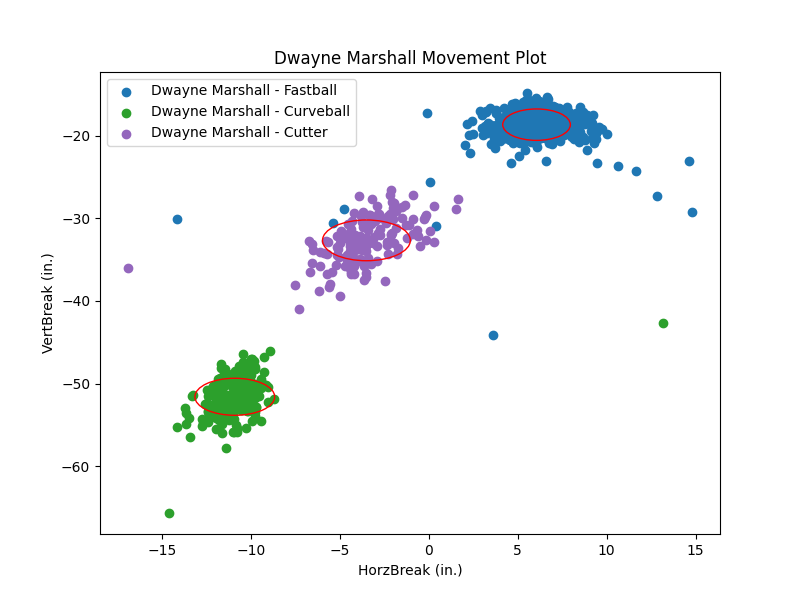 Dwayne Marshall Movement Plot
Dwayne Marshall - Fastball
Dwayne Marshall - Curveball
Dwayne Marshall - Cutter
VertBreak (in.)
−20
−30
−40
−50
−60
−15
−10
−5
0
5
10
15
HorzBreak (in.)